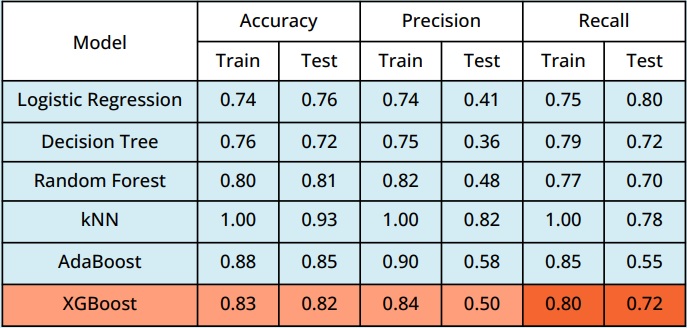 Model Accuracy Precision Recall
Train Test Train Test Train Test
Logistic Regression 0.74 0.76 0.74 0.41 0.75 0.80
Decision Tree 0.76 0.72 0.75 0.36 0.79 0.72
Random Forest 0.80 0.81 0.82 0.48 0.77 0.70
kNN 1.00 0.93 1.00 0.82 1.00 0.78
AdaBoost 0.88 0.85 0.90 0.58 0.85 0.55
XGBoost 0.83 0.82 0.84 0.50 0.80 0.72